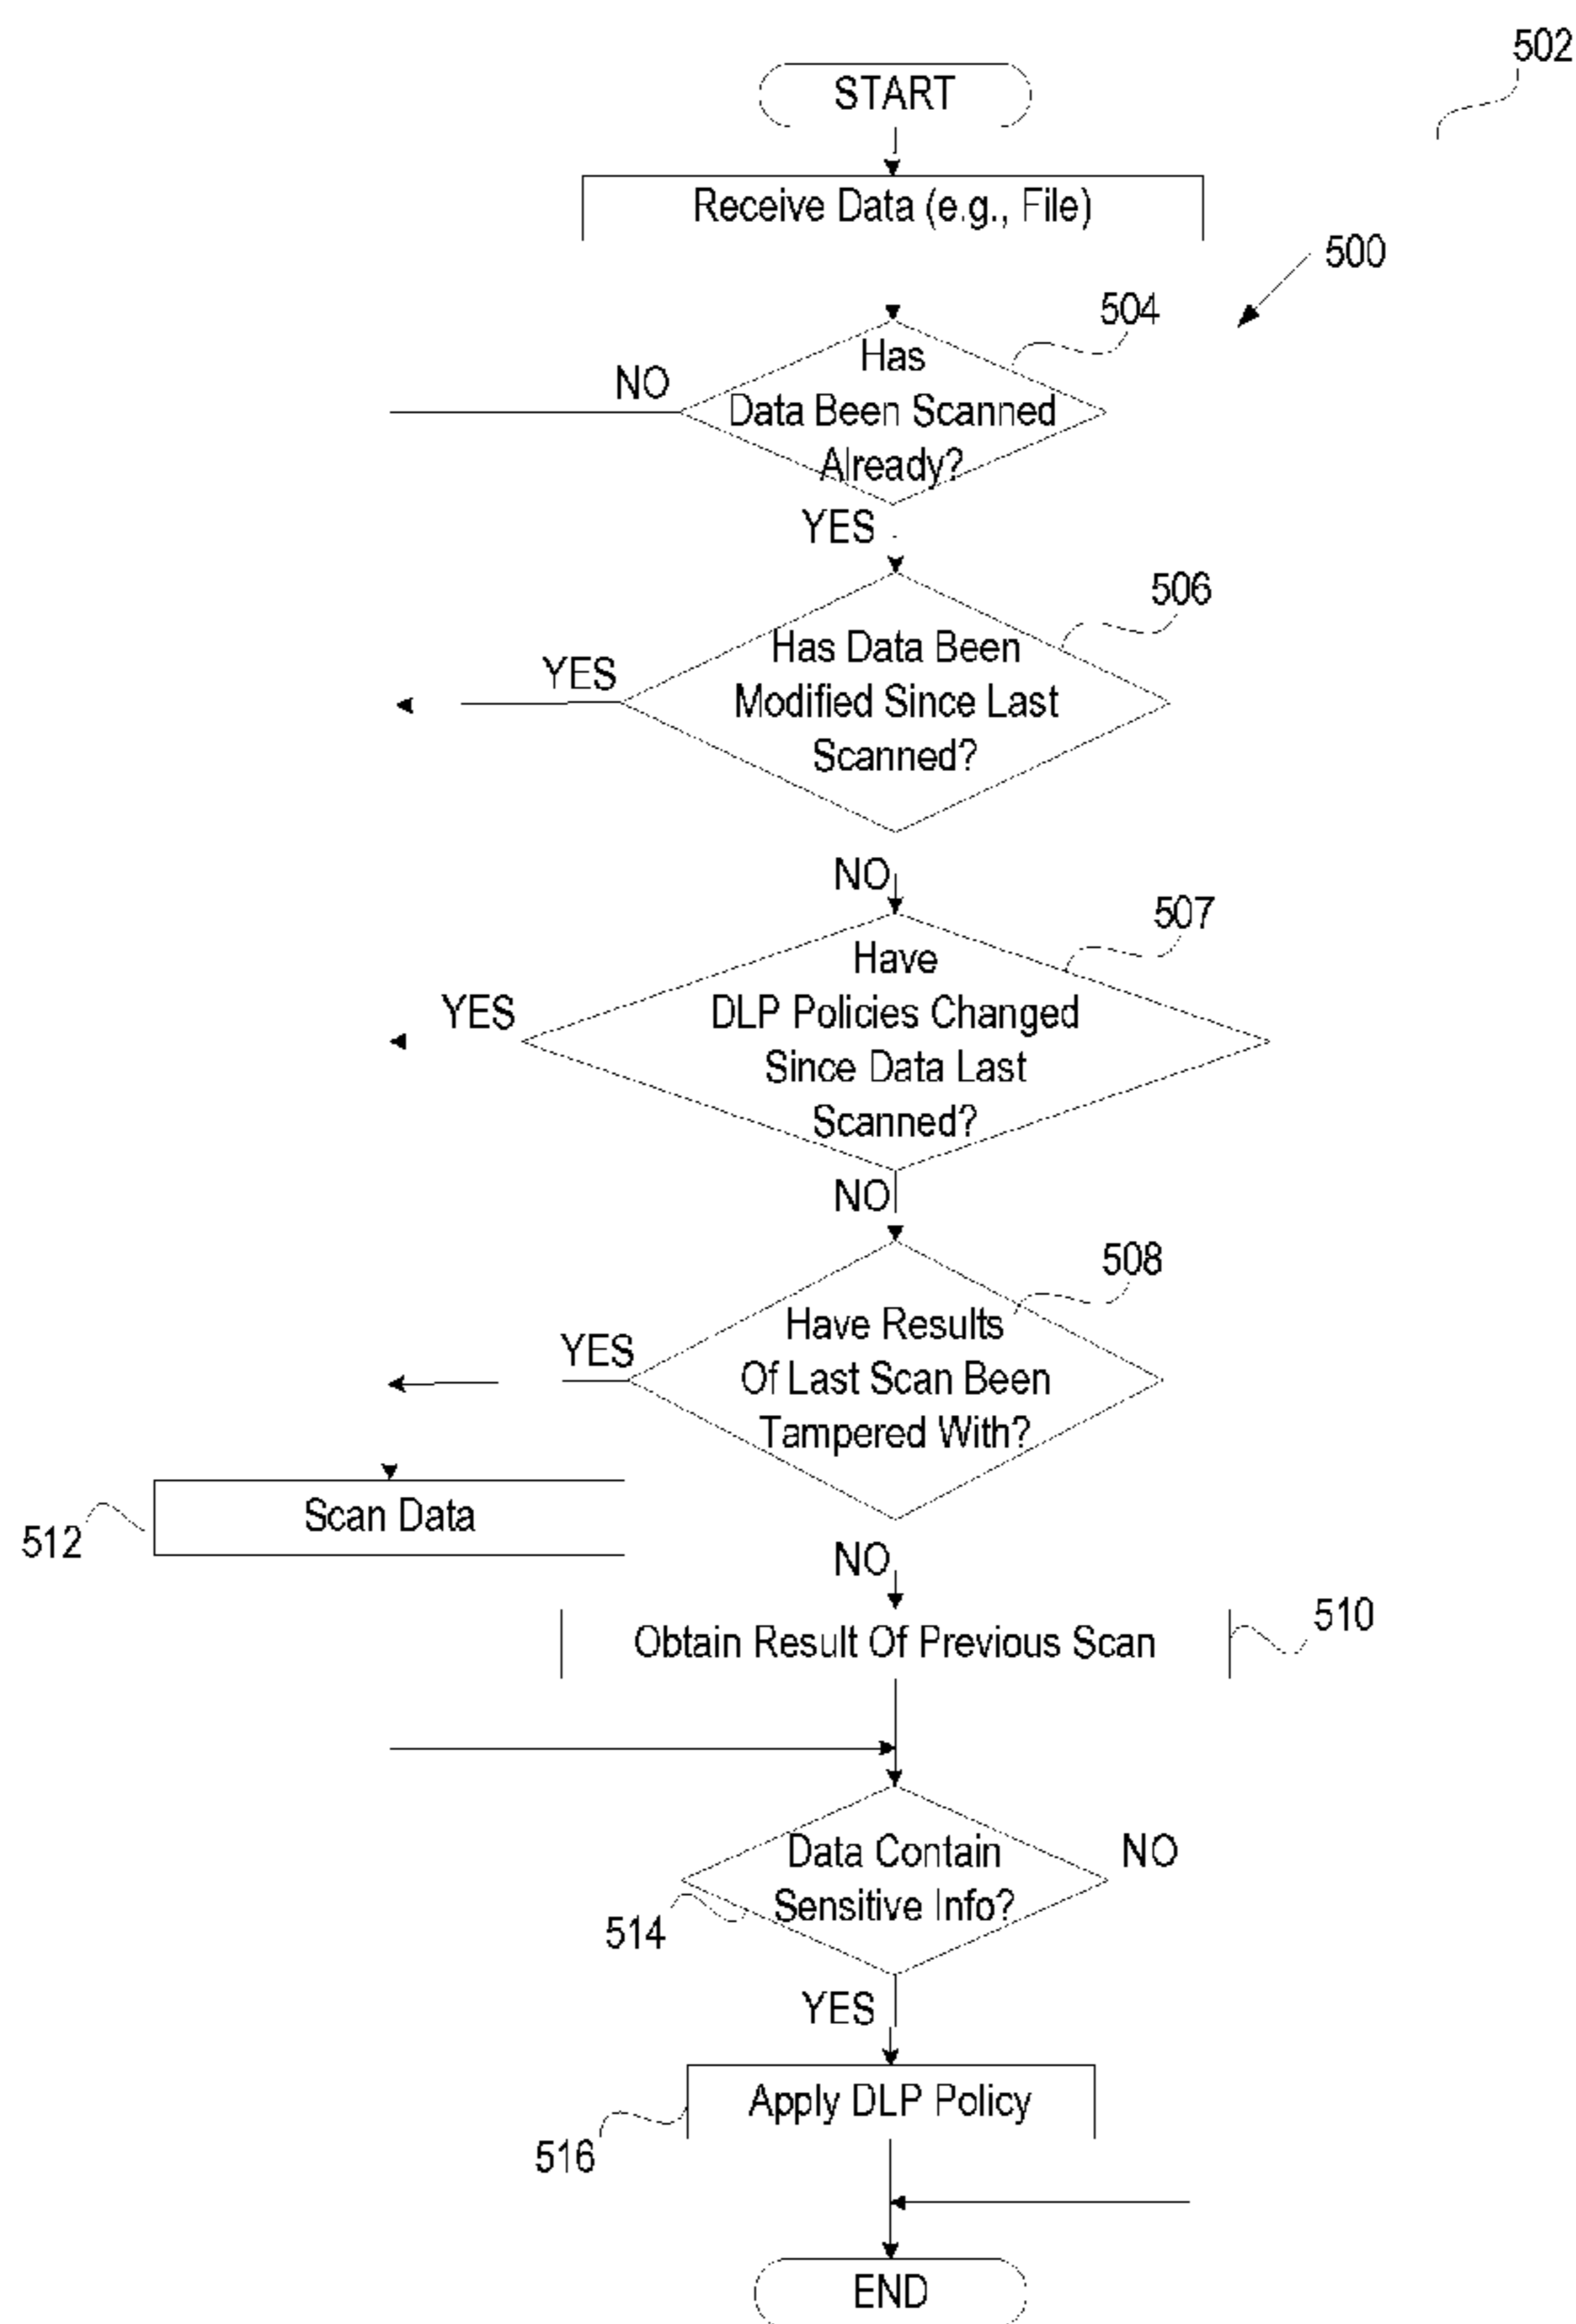 502
START
Receive Data (e.g., File)
500
504
Has
Data Been Scanned
Already?
NO
YES
506
Has Data Been
Modified Since Last
Scanned?
YES
NO
507
Have
DLP Policies Changed
Since Data Last
Scanned?
YES
NO
508
Have Results
Of Last Scan Been
Tampered With?
YES
Scan Data
512
NO
Obtain Result Of Previous Scan
510
Data Contain
Sensitive Info?
NO
514
YES
Apply DLP Policy
516
END